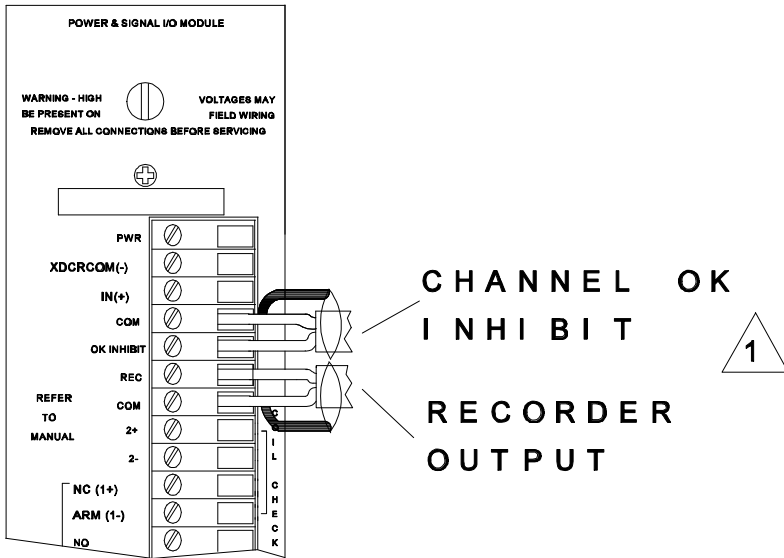 POWER & SIGNAL I/O MODULE
WARNING - HIGH VOLTAGES MAY
BE PRESENT ON FIELD WIRING
REMOVE ALL CONNECTIONS BEFORE SERVICING
PWR
XDCRCOM(-)
IN(+)
COM
OK INHIBIT
REC
COM
2+
2-
NC (1+)
ARM (1-)
NO
REFER
TO
MANUAL
COIL CHECK
CHANNEL OK
INHIBIT
1
RECORDER
OUTPUT